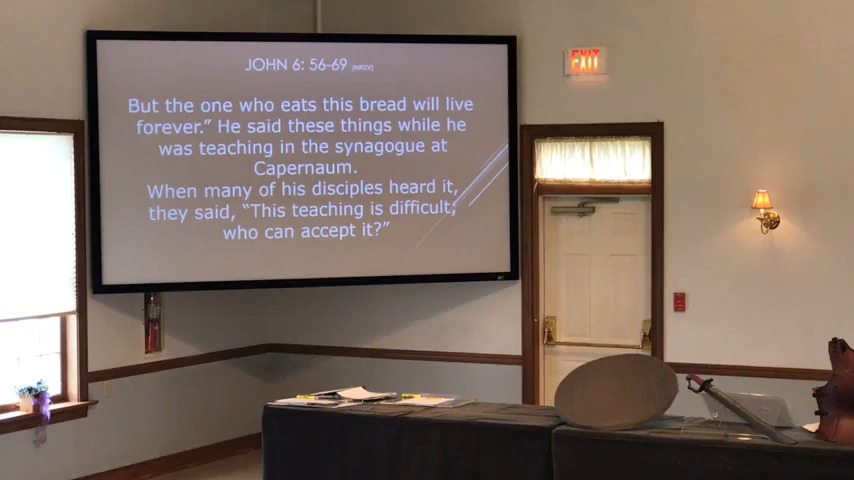 JOHN 6: 56-69 (NRSV)
But the one who eats this bread will live
forever.” He said these things while he
was teaching in the synagogue at
Capernaum.
When many of his disciples heard it,
they said, “This teaching is difficult;
who can accept it?”
EXIT